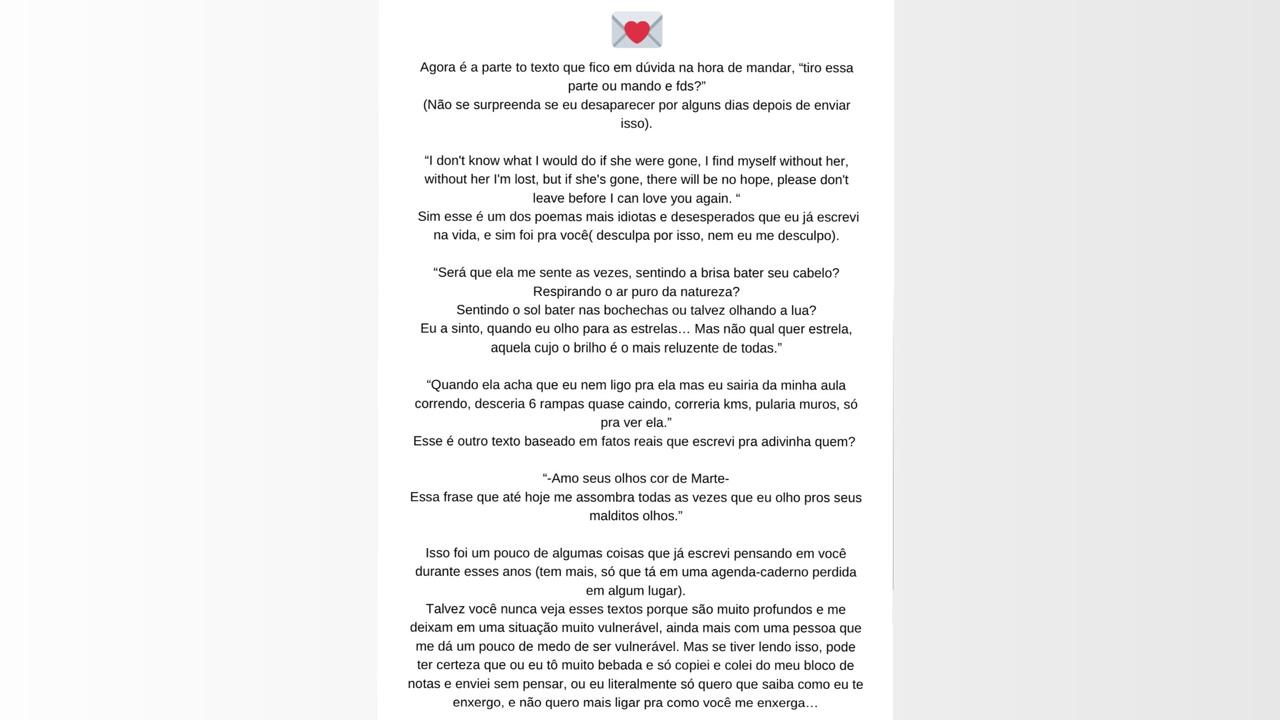 Agora é a parte to texto que fico em dúvida na hora de mandar, “tiro essa
parte ou mando e fds?”
(Não se surpreenda se eu desaparecer por alguns dias depois de enviar
isso).
“I don't know what I would do if she were gone, I find myself without her,
without her I'm lost, but if she's gone, there will be no hope, please don't
leave before I can love you again. “
Sim esse é um dos poemas mais idiotas e desesperados que eu já escrevi
na vida, e sim foi pra você( desculpa por isso, nem eu me desculpo).
“Será que ela me sente as vezes, sentindo a brisa bater seu cabelo?
Respirando o ar puro da natureza?
Sentindo o sol bater nas bochechas ou talvez olhando a lua?
Eu a sinto, quando eu olho para as estrelas… Mas não qual quer estrela,
aquela cujo o brilho é o mais reluzente de todas.”
“Quando ela acha que eu nem ligo pra ela mas eu sairia da minha aula
correndo, desceria 6 rampas quase caindo, correria kms, pularia muros, só
pra ver ela.”
Esse é outro texto baseado em fatos reais que escrevi pra adivinha quem?
“-Amo seus olhos cor de Marte-
Essa frase que até hoje me assombra todas as vezes que eu olho pros seus
malditos olhos.”
Isso foi um pouco de algumas coisas que já escrevi pensando em você
durante esses anos (tem mais, só que tá em uma agenda-caderno perdida
em algum lugar).
Talvez você nunca veja esses textos porque são muito profundos e me
deixam em uma situação muito vulnerável, ainda mais com uma pessoa que
me dá um pouco de medo de ser vulnerável. Mas se tiver lendo isso, pode
ter certeza que ou eu tô muito bebada e só copiei e colei do meu bloco de
notas e enviei sem pensar, ou eu literalmente só quero que saiba como eu te
enxergo, e não quero mais ligar pra como você me enxerga…